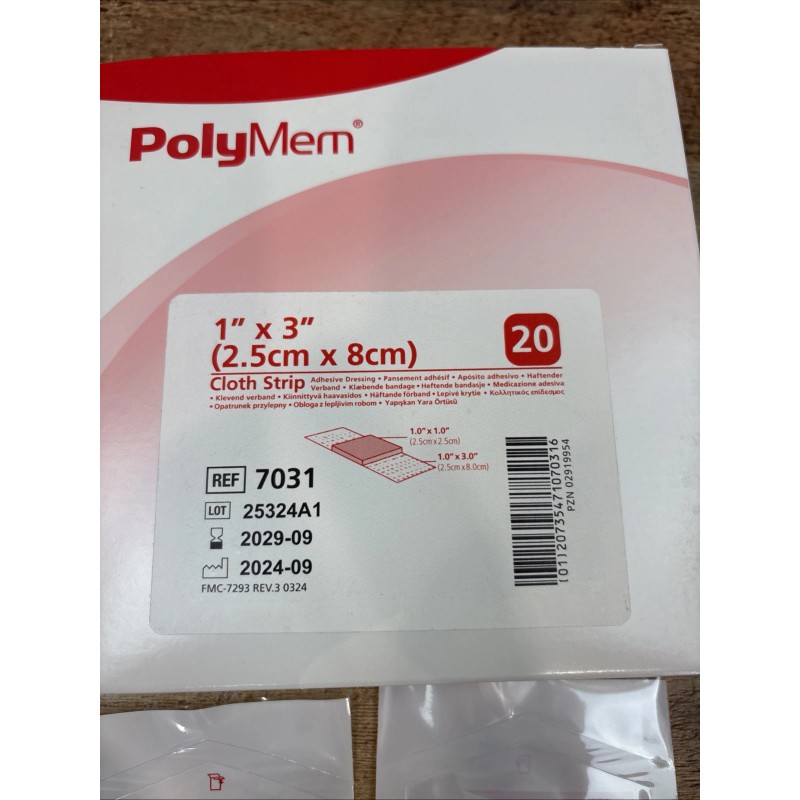 PolyMem®
1” x 3”
(2.5cm x 8cm)
20
Cloth Strip Adhesive Dressing • Pansement adhésif • Apósito adhesivo • Haftender
Verband • Klæbende bandage • Heftende bandasje • Medicazione adesiva
• Klevend verband • Kiinnittyvä haavasidos • Häftande förband • Lepivé krytie • Κολλητικός επίδεσμος
• Opatrunek przylepny • Obloga z lepljivim robom • Yapışkan Yara Örtüsü
1.0” x 1.0”
(2.5cm x 2.5cm)
1.0” x 3.0”
(2.5cm x 8.0cm)
REF 7031
LOT 25324A1
2029-09
2024-09
FMC-7293 REV.3 0324
(01)20735471070316
PZN 02919954